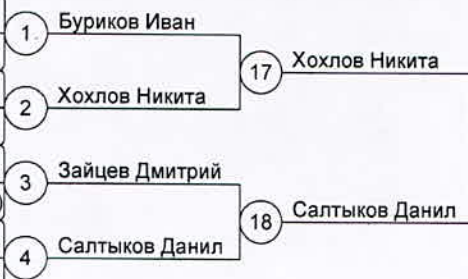 1 Буриков Иван
17 Хохлов Никита
2 Хохлов Никита
3 Зайцев Дмитрий
18 Салтыков Данил
4 Салтыков Данил